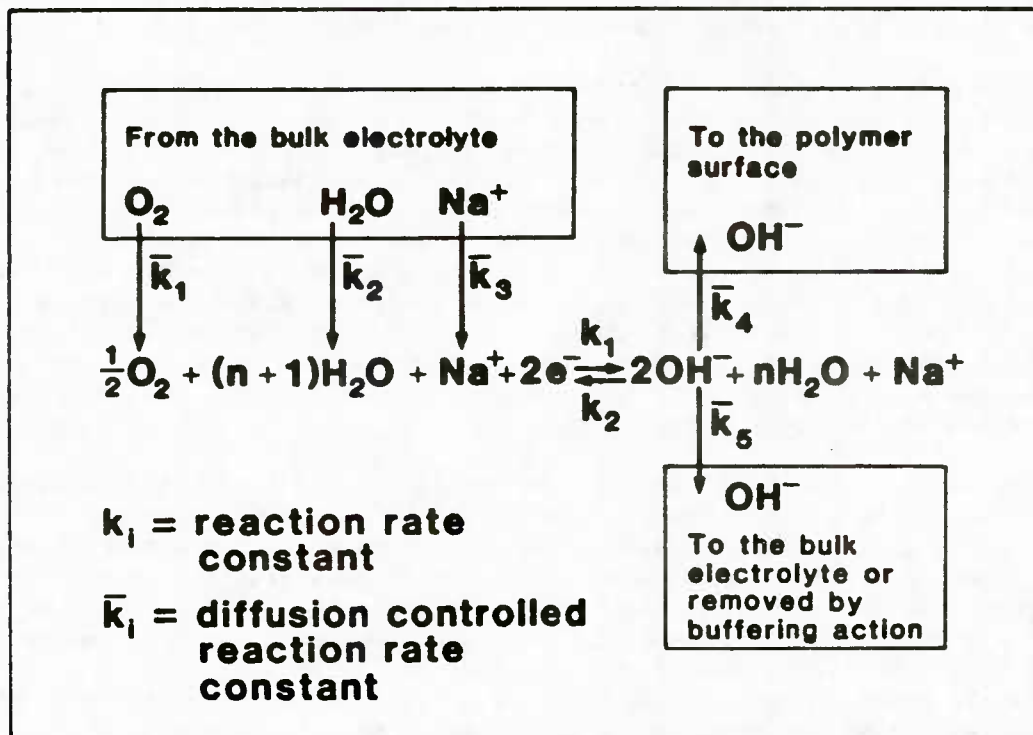 From the bulk electrolyte
O₂ H₂O Na⁺
k̅₁ k̅₂ k̅₃
To the polymer
surface
OH⁻
k̅₄
½O₂ + (n + 1)H₂O + Na⁺ + 2e⁻ ⇌ 2OH⁻ + nH₂O + Na⁺
k₁
k₂
k̅₅
OH⁻
To the bulk
electrolyte or
removed by
buffering action
kᵢ = reaction rate
constant
k̅ᵢ = diffusion controlled
reaction rate
constant